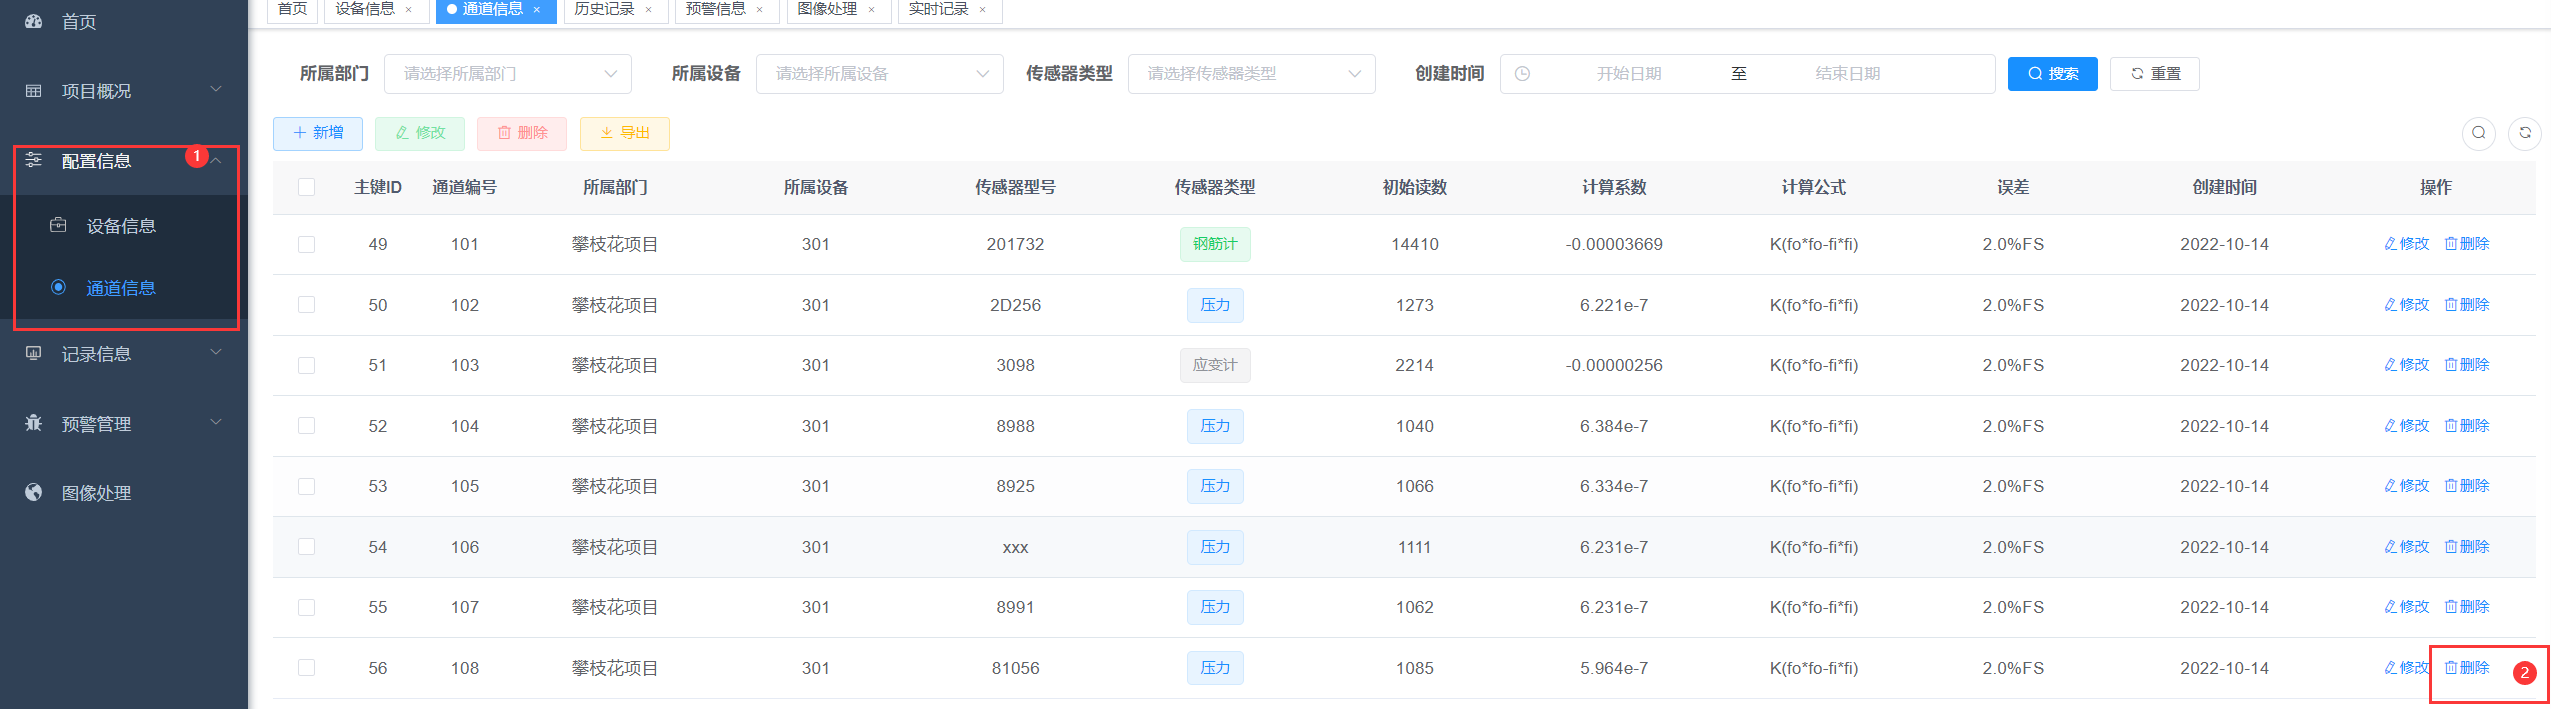 首页
项目概况
配置信息 1
设备信息
通道信息
记录信息
预警管理
图像处理
首页 设备信息 × 通道信息 × 历史记录 × 预警信息 × 图像处理 × 实时记录 ×
所属部门 请选择所属部门 所属设备 请选择所属设备 传感器类型 请选择传感器类型 创建时间 开始日期 至 结束日期 搜索 重置
新增 修改 删除 导出
主键ID 通道编号 所属部门 所属设备 传感器型号 传感器类型 初始读数 计算系数 计算公式 误差 创建时间 操作
49 101 攀枝花项目 301 201732 钢筋计 14410 -0.00003669 K(fo*fo-fi*fi) 2.0%FS 2022-10-14 修改 删除
50 102 攀枝花项目 301 2D256 压力 1273 6.221e-7 K(fo*fo-fi*fi) 2.0%FS 2022-10-14 修改 删除
51 103 攀枝花项目 301 3098 应变计 2214 -0.00000256 K(fo*fo-fi*fi) 2.0%FS 2022-10-14 修改 删除
52 104 攀枝花项目 301 8988 压力 1040 6.384e-7 K(fo*fo-fi*fi) 2.0%FS 2022-10-14 修改 删除
53 105 攀枝花项目 301 8925 压力 1066 6.334e-7 K(fo*fo-fi*fi) 2.0%FS 2022-10-14 修改 删除
54 106 攀枝花项目 301 xxx 压力 1111 6.231e-7 K(fo*fo-fi*fi) 2.0%FS 2022-10-14 修改 删除
55 107 攀枝花项目 301 8991 压力 1062 6.231e-7 K(fo*fo-fi*fi) 2.0%FS 2022-10-14 修改 删除
56 108 攀枝花项目 301 81056 压力 1085 5.964e-7 K(fo*fo-fi*fi) 2.0%FS 2022-10-14 修改 删除 2